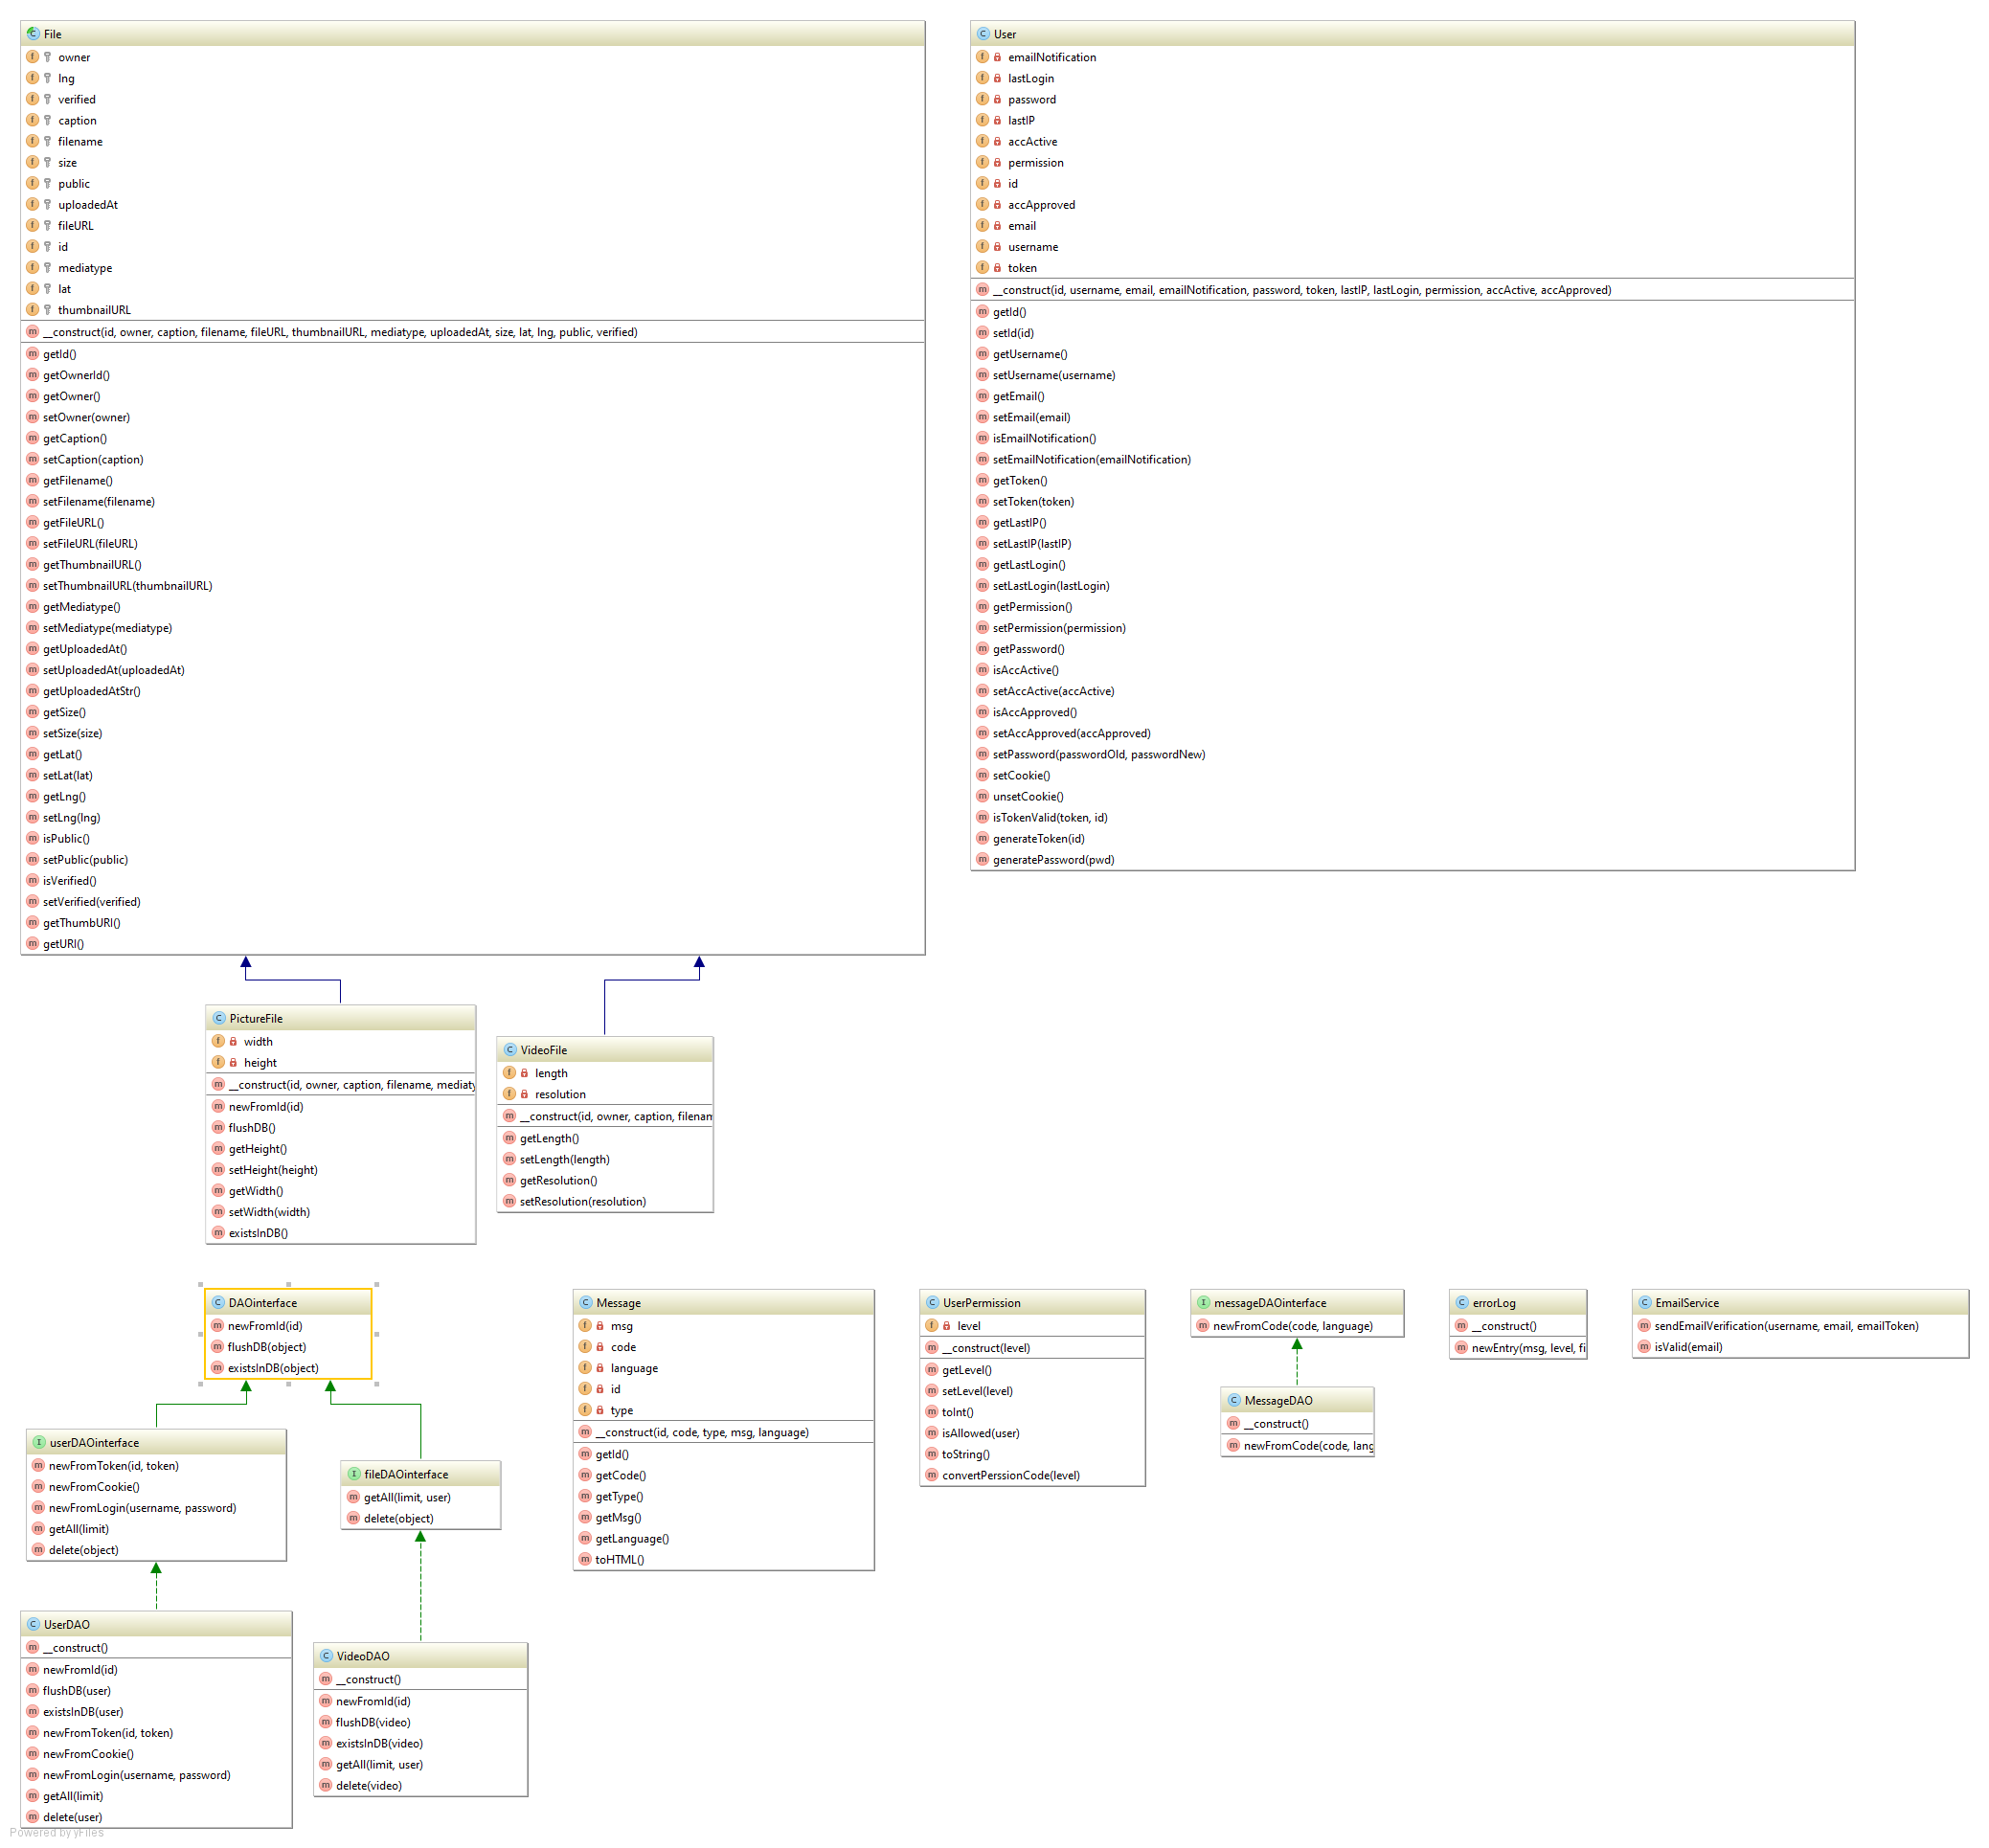 File
owner
lng
verified
caption
filename
size
public
uploadedAt
fileURL
id
mediatype
lat
thumbnailURL
__construct(id, owner, caption, filename, fileURL, thumbnailURL, mediatype, uploadedAt, size, lat, lng, public, verified)
getId()
getOwnerId()
getOwner()
setOwner(owner)
getCaption()
setCaption(caption)
getFilename()
setFilename(filename)
getFileURL()
setFileURL(fileURL)
getThumbnailURL()
setThumbnailURL(thumbnailURL)
getMediatype()
setMediatype(mediatype)
getUploadedAt()
setUploadedAt(uploadedAt)
getUploadedAtStr()
getSize()
setSize(size)
getLat()
setLat(lat)
getLng()
setLng(lng)
isPublic()
setPublic(public)
isVerified()
setVerified(verified)
getThumbURI()
getURI()
User
emailNotification
lastLogin
password
lastIP
accActive
permission
id
accApproved
email
username
token
__construct(id, username, email, emailNotification, password, token, lastIP, lastLogin, permission, accActive, accApproved)
getId()
setId(id)
getUsername()
setUsername(username)
getEmail()
setEmail(email)
isEmailNotification()
setEmailNotification(emailNotification)
getToken()
setToken(token)
getLastIP()
setLastIP(lastIP)
getLastLogin()
setLastLogin(lastLogin)
getPermission()
setPermission(permission)
getPassword()
isAccActive()
setAccActive(accActive)
isAccApproved()
setAccApproved(accApproved)
setPassword(passwordOld, passwordNew)
setCookie()
unsetCookie()
isTokenValid(token, id)
generateToken(id)
generatePassword(pwd)
PictureFile
width
height
__construct(id, owner, caption, filename, mediaty
newFromId(id)
flushDB()
getHeight()
setHeight(height)
getWidth()
setWidth(width)
existsInDB()
VideoFile
length
resolution
__construct(id, owner, caption, filenam
getLength()
setLength(length)
getResolution()
setResolution(resolution)
DAOinterface
newFromId(id)
flushDB(object)
existsInDB(object)
Message
msg
code
language
id
type
__construct(id, code, type, msg, language)
getId()
getCode()
getType()
getMsg()
getLanguage()
toHTML()
UserPermission
level
__construct(level)
getLevel()
setLevel(level)
toInt()
isAllowed(user)
toString()
convertPerssionCode(level)
messageDAOinterface
newFromCode(code, language)
MessageDAO
__construct()
newFromCode(code, lang
errorLog
__construct()
newEntry(msg, level, fi
EmailService
sendEmailVerification(username, email, emailToken)
isValid(email)
userDAOinterface
newFromToken(id, token)
newFromCookie()
newFromLogin(username, password)
getAll(limit)
delete(object)
fileDAOinterface
getAll(limit, user)
delete(object)
UserDAO
__construct()
newFromId(id)
flushDB(user)
existsInDB(user)
newFromToken(id, token)
newFromCookie()
newFromLogin(username, password)
getAll(limit)
delete(user)
VideoDAO
__construct()
newFromId(id)
flushDB(video)
existsInDB(video)
getAll(limit, user)
delete(video)
Powered by yFiles